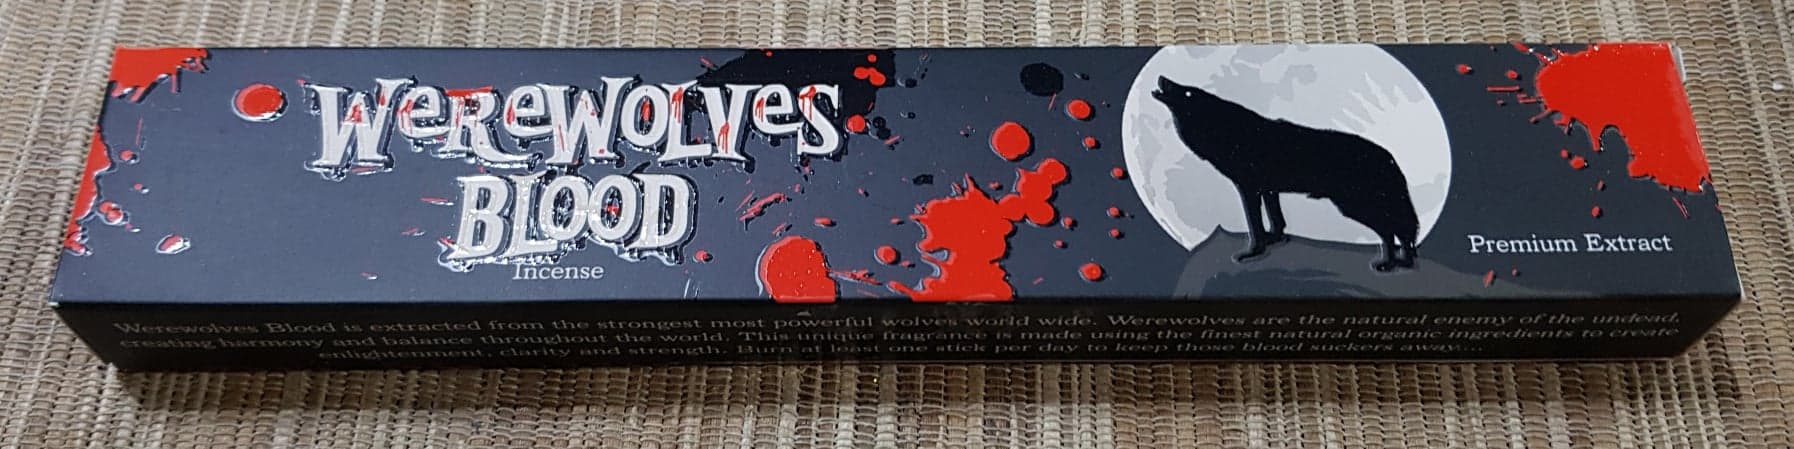 WereWolves
Blood
Incense
Premium Extract
Werewolves Blood is extracted from the strongest most powerful wolves world wide. Werewolves are the natural enemy of the undead,
creating harmony and balance throughout the world. This unique fragrance is made using the finest natural organic ingredients to create
enlightenment, clarity and strength. Burn at least one stick per day to keep those blood suckers away...